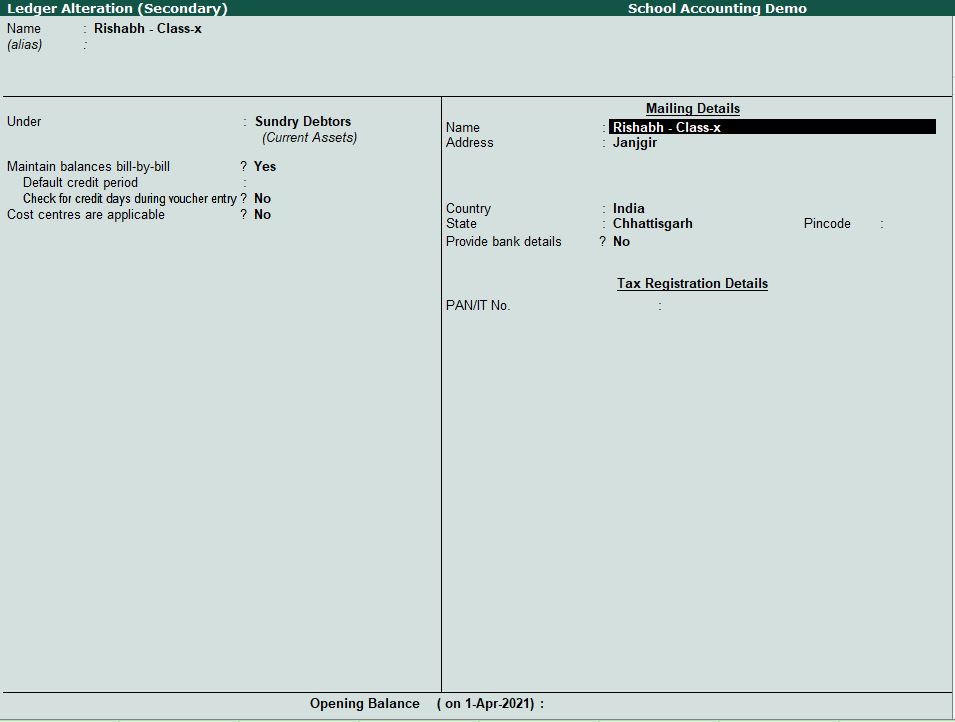 Ledger Alteration (Secondary) School Accounting Demo
Name : Rishabh - Class-x
(alias) :
Under : Sundry Debtors
(Current Assets)
Maintain balances bill-by-bill ? Yes
Default credit period :
Check for credit days during voucher entry ? No
Cost centres are applicable ? No
Mailing Details
Name : Rishabh - Class-x
Address : Janjgir
Country : India
State : Chhattisgarh Pincode :
Provide bank details ? No
Tax Registration Details
PAN/IT No. :
Opening Balance ( on 1-Apr-2021) :